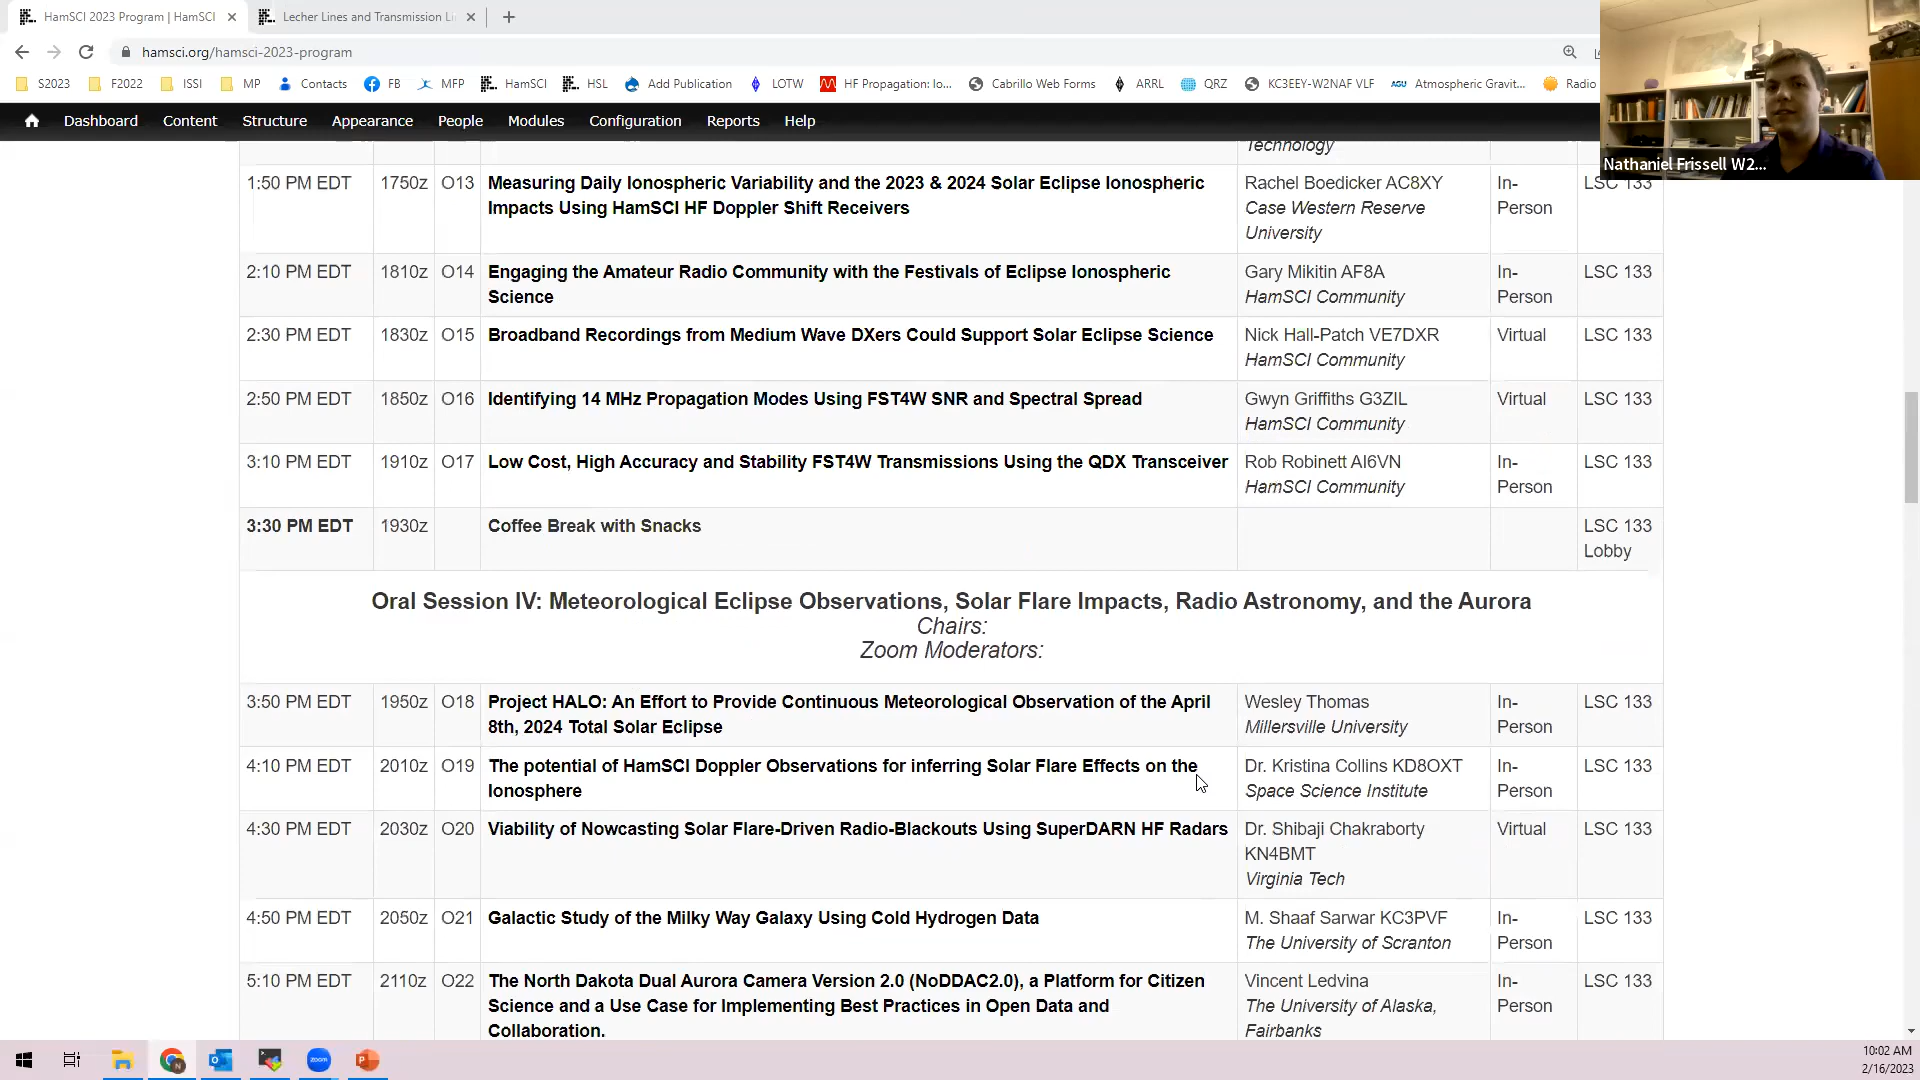 HamSCI 2023 Program | HamSCI
Lecher Lines and Transmission Li
hamsci.org/hamsci-2023-program
S2023 F2022 ISSI MP Contacts FB MFP HamSCI HSL Add Publication LOTW HF Propagation: Io... Cabrillo Web Forms ARRL QRZ KC3EEY-W2NAF VLF Atmospheric Gravit... Radio
Dashboard Content Structure Appearance People Modules Configuration Reports Help
Nathaniel Frissell W2...
Technology
1:50 PM EDT 1750z O13 Measuring Daily Ionospheric Variability and the 2023 & 2024 Solar Eclipse Ionospheric Rachel Boedicker AC8XY In- LSC 133
Impacts Using HamSCI HF Doppler Shift Receivers Case Western Reserve Person
University
2:10 PM EDT 1810z O14 Engaging the Amateur Radio Community with the Festivals of Eclipse Ionospheric Gary Mikitin AF8A In- LSC 133
Science HamSCI Community Person
2:30 PM EDT 1830z O15 Broadband Recordings from Medium Wave DXers Could Support Solar Eclipse Science Nick Hall-Patch VE7DXR Virtual LSC 133
HamSCI Community
2:50 PM EDT 1850z O16 Identifying 14 MHz Propagation Modes Using FST4W SNR and Spectral Spread Gwyn Griffiths G3ZIL Virtual LSC 133
HamSCI Community
3:10 PM EDT 1910z O17 Low Cost, High Accuracy and Stability FST4W Transmissions Using the QDX Transceiver Rob Robinett AI6VN In- LSC 133
HamSCI Community Person
3:30 PM EDT 1930z Coffee Break with Snacks LSC 133
Lobby
Oral Session IV: Meteorological Eclipse Observations, Solar Flare Impacts, Radio Astronomy, and the Aurora
Chairs:
Zoom Moderators:
3:50 PM EDT 1950z O18 Project HALO: An Effort to Provide Continuous Meteorological Observation of the April Wesley Thomas In- LSC 133
8th, 2024 Total Solar Eclipse Millersville University Person
4:10 PM EDT 2010z O19 The potential of HamSCI Doppler Observations for inferring Solar Flare Effects on the Dr. Kristina Collins KD8OXT In- LSC 133
Ionosphere Space Science Institute Person
4:30 PM EDT 2030z O20 Viability of Nowcasting Solar Flare-Driven Radio-Blackouts Using SuperDARN HF Radars Dr. Shibaji Chakraborty Virtual LSC 133
KN4BMT
Virginia Tech
4:50 PM EDT 2050z O21 Galactic Study of the Milky Way Galaxy Using Cold Hydrogen Data M. Shaaf Sarwar KC3PVF In- LSC 133
The University of Scranton Person
5:10 PM EDT 2110z O22 The North Dakota Dual Aurora Camera Version 2.0 (NoDDAC2.0), a Platform for Citizen Vincent Ledvina In- LSC 133
Science and a Use Case for Implementing Best Practices in Open Data and The University of Alaska, Person
Collaboration. Fairbanks
10:02 AM
2/16/2023